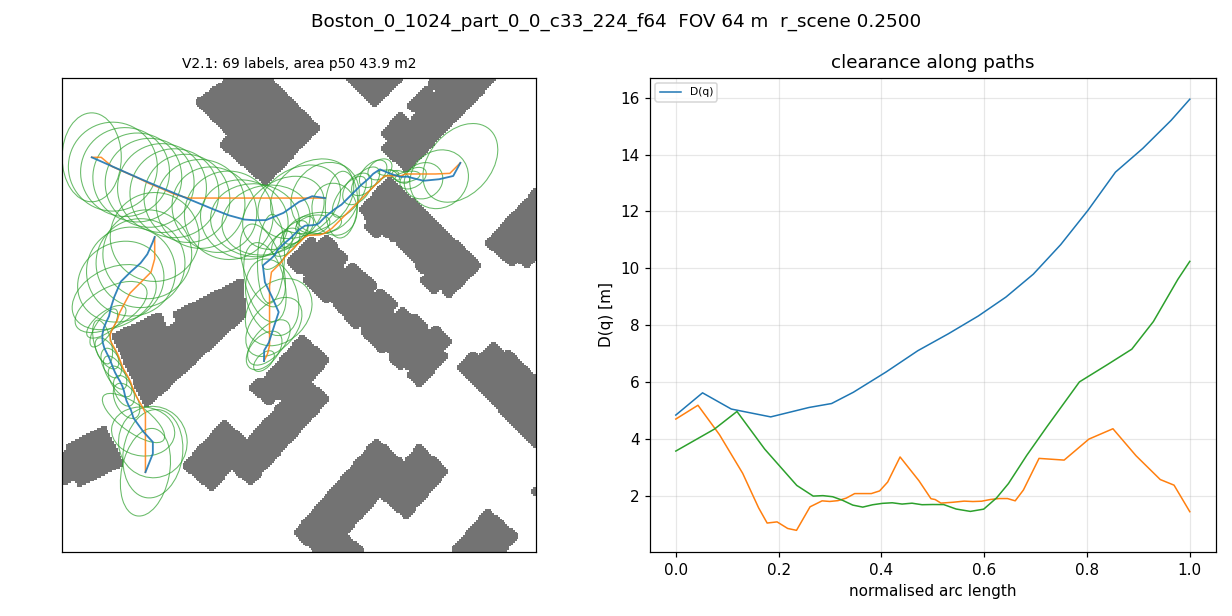 Boston_0_1024_part_0_0_c33_224_f64  FOV 64 m  r_scene 0.2500
V2.1: 69 labels, area p50 43.9 m2
clearance along paths
D(q)
D(q) [m]
16
14
12
10
8
6
4
2
0.0 0.2 0.4 0.6 0.8 1.0
normalised arc length